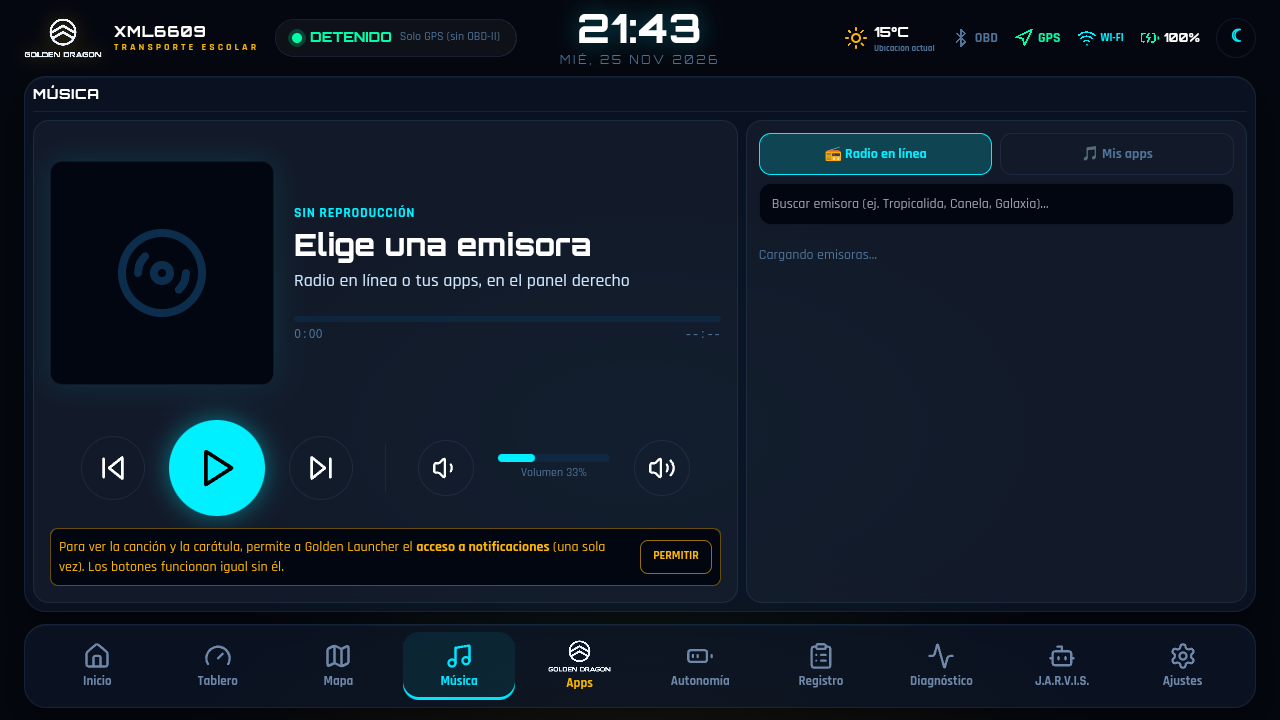 GOLDEN DRAGON
XML6609
TRANSPORTE ESCOLAR
DETENIDO
Solo GPS (sin OBD-II)
21:43
MIÉ, 25 NOV 2026
15°C
Ubicación actual
OBD
GPS
WI-FI
100%
MÚSICA
SIN REPRODUCCIÓN
Elige una emisora
Radio en línea o tus apps, en el panel derecho
0:00
--:--
Volumen 33%
Para ver la canción y la carátula, permite a Golden Launcher el acceso a notificaciones (una sola
vez). Los botones funcionan igual sin él.
PERMITIR
📻 Radio en línea
🎵 Mis apps
Buscar emisora (ej. Tropicalida, Canela, Galaxia)...
Cargando emisoras...
Inicio
Tablero
Mapa
Música
GOLDEN DRAGON
Apps
Autonomía
Registro
Diagnóstico
J.A.R.V.I.S.
Ajustes